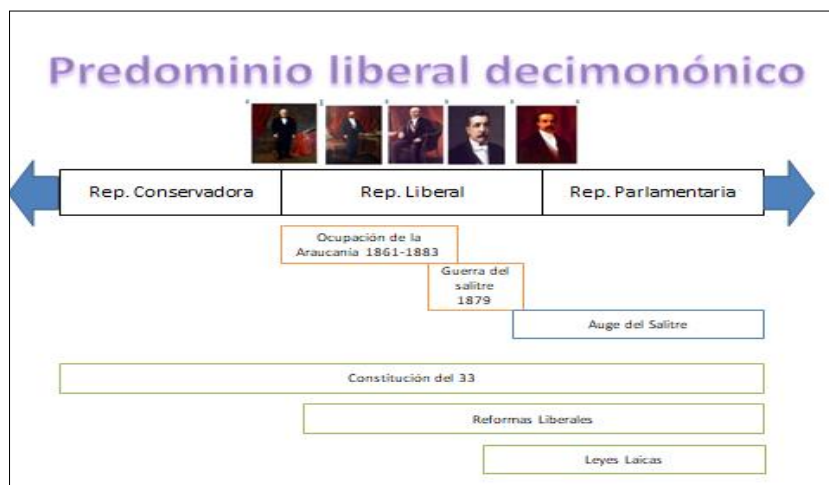 Predominio liberal decimonónico
Rep. Conservadora
Rep. Liberal
Rep. Parlamentaria
Ocupación de la
Araucanía 1861-1883
Guerra del
salitre
1879
Auge del Salitre
Constitución del 33
Reformas Liberales
Leyes Laicas